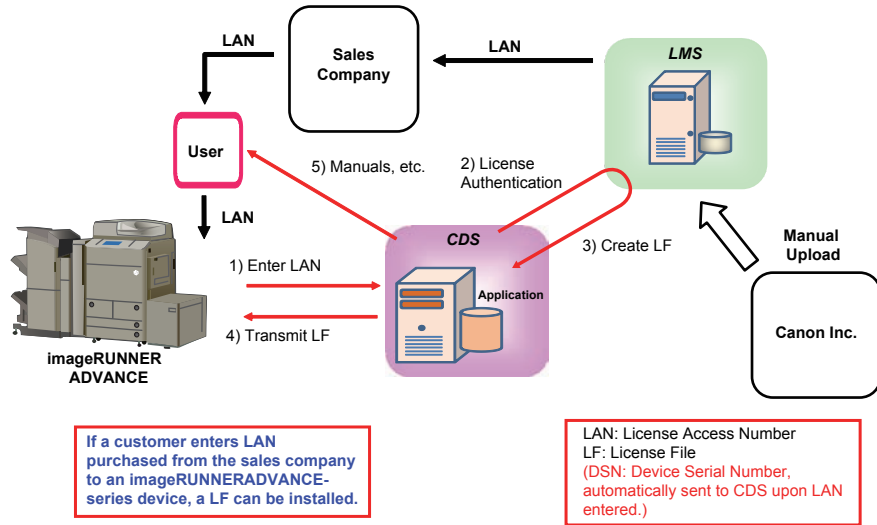 LAN
Sales
Company
LAN
LMS
User
5) Manuals, etc.
2) License
Authentication
LAN
CDS
3) Create LF
Manual
Upload
1) Enter LAN
Application
4) Transmit LF
Canon Inc.
imageRUNNER
ADVANCE
If a customer enters LAN
purchased from the sales company
to an imageRUNNERADVANCE-
series device, a LF can be installed.
LAN: License Access Number
LF: License File
(DSN: Device Serial Number,
automatically sent to CDS upon LAN
entered.)